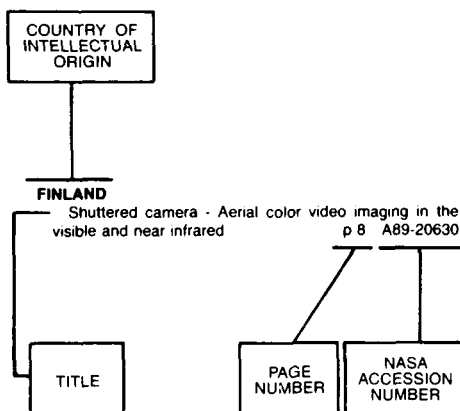 COUNTRY OF
INTELLECTUAL
ORIGIN
FINLAND
Shuttered camera - Aerial color video imaging in the
visible and near infrared p 8 A89-20630
TITLE
PAGE
NUMBER
NASA
ACCESSION
NUMBER